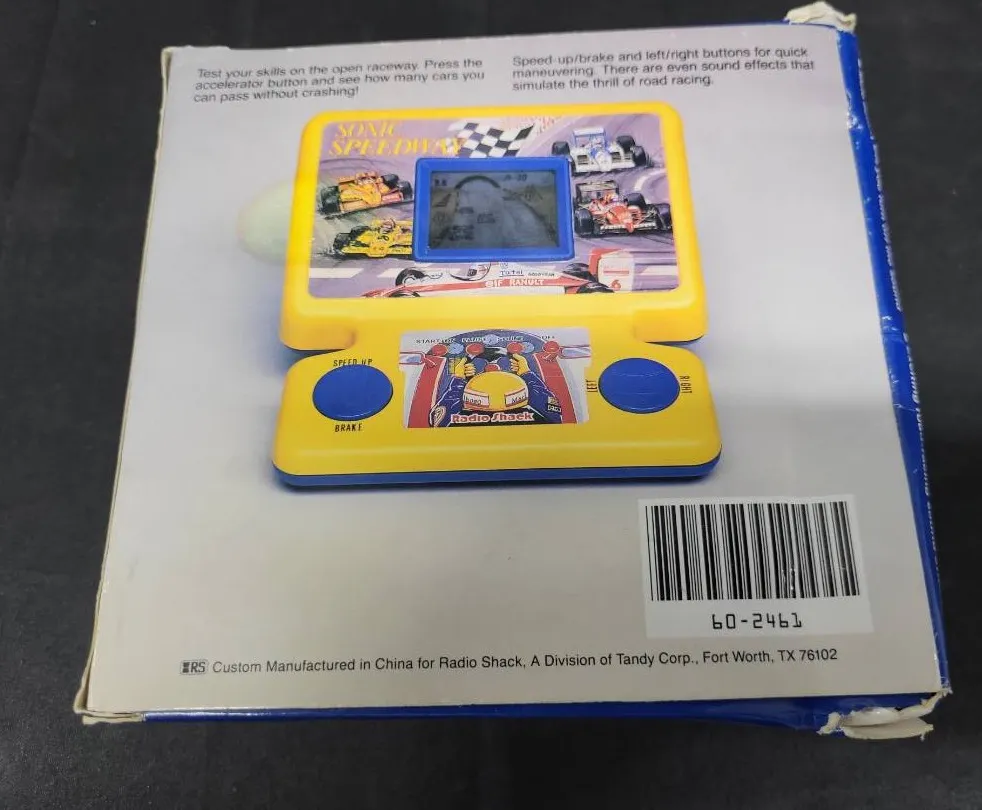 Test your skills on the open raceway. Press the
accelerator button and see how many cars you
can pass without crashing!
Speed-up/brake and left/right buttons for quick
maneuvering. There are even sound effects that
simulate the thrill of road racing.
SONIC
SPEEDWAY
GIF RANULT
SPEED UP
BRAKE
LEFT
RIGHT
Radio Shack
60-2461
RS Custom Manufactured in China for Radio Shack, A Division of Tandy Corp., Fort Worth, TX 76102